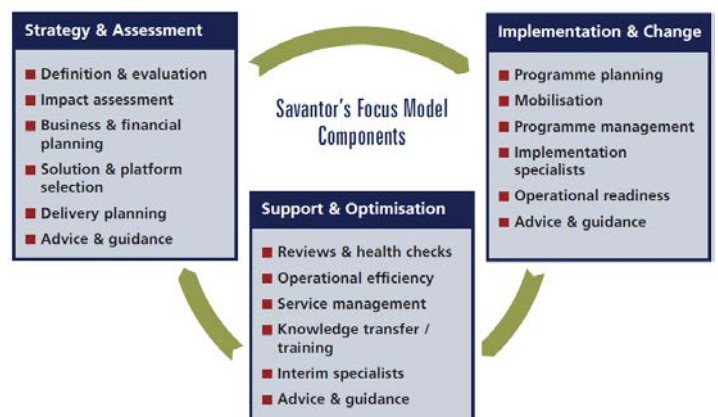 Strategy & Assessment
Definition & evaluation
Impact assessment
Business & financial
planning
Solution & platform
selection
Delivery planning
Advice & guidance
Savantor's Focus Model
Components
Implementation & Change
Programme planning
Mobilisation
Programme management
Implementation
specialists
Operational readiness
Advice & guidance
Support & Optimisation
Reviews & health checks
Operational efficiency
Service management
Knowledge transfer /
training
Interim specialists
Advice & guidance